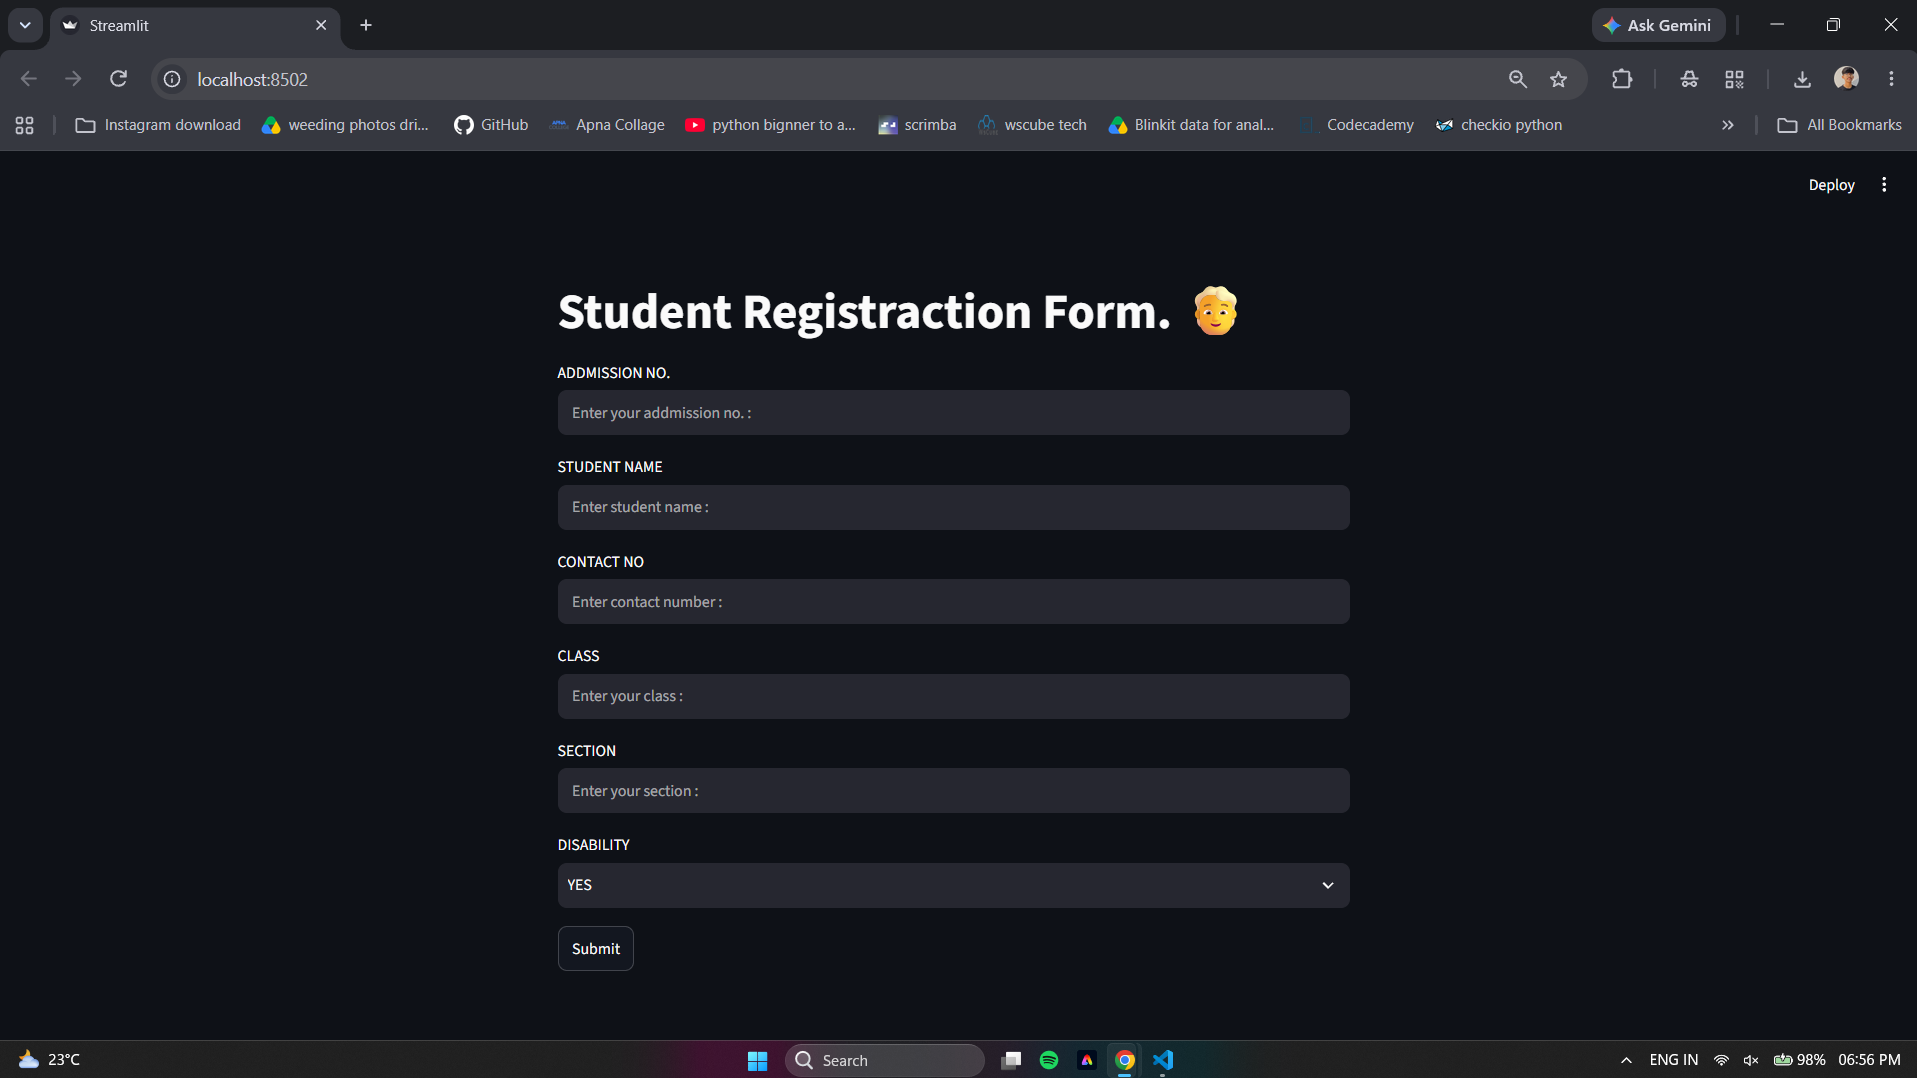 Streamlit
Ask Gemini
localhost:8502
Instagram download
weeding photos dri...
GitHub
Apna Collage
python bignner to a...
scrimba
wscube tech
Blinkit data for anal...
Codecademy
checkio python
All Bookmarks
Deploy
Student Registraction Form.
ADDMISSION NO.
Enter your addmission no. :
STUDENT NAME
Enter student name :
CONTACT NO
Enter contact number :
CLASS
Enter your class :
SECTION
Enter your section :
DISABILITY
YES
Submit
23°C
Search
ENG IN
98%
06:56 PM